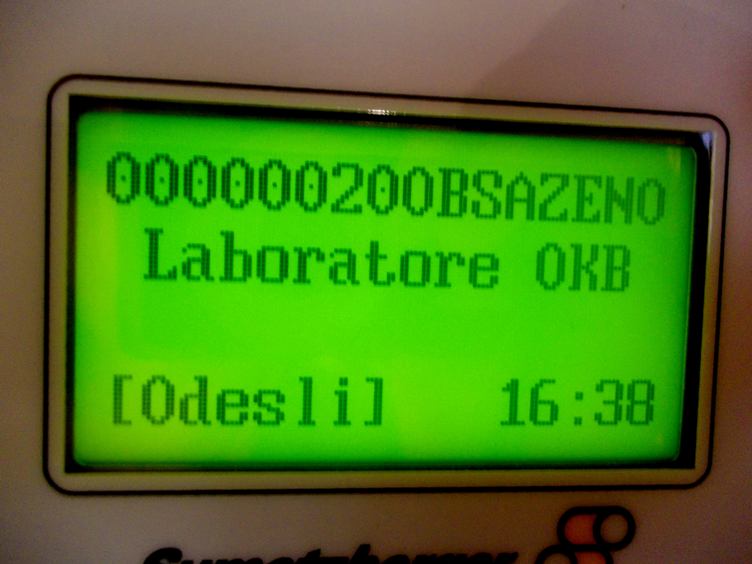 000000200BSAZENO
Laboratore OKB
[Odesli] 16:38